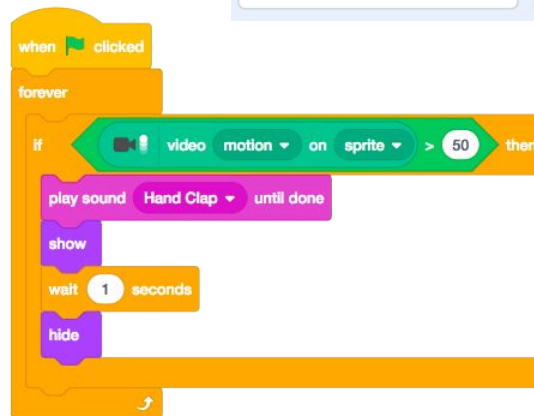 when clicked
forever
if video motion on sprite > 50 then
play sound Hand Clap until done
show
wait 1 seconds
hide